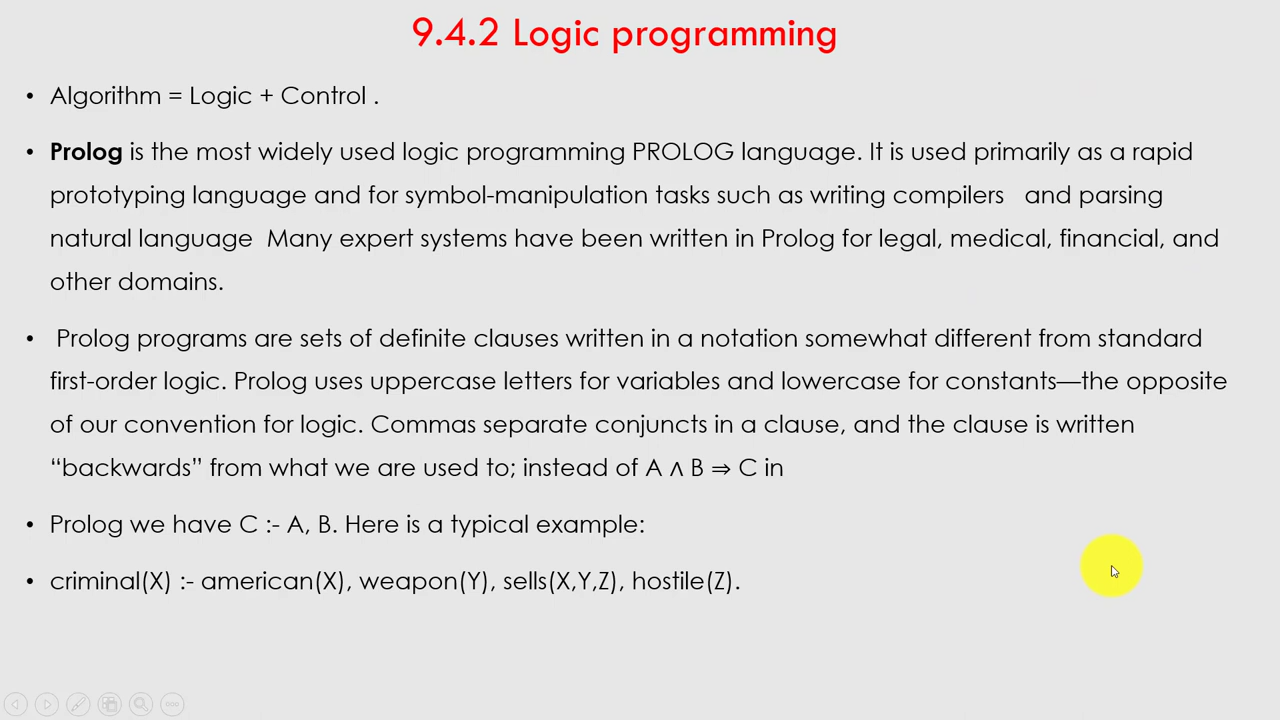 9.4.2 Logic programming
• Algorithm = Logic + Control .
• Prolog is the most widely used logic programming PROLOG language. It is used primarily as a rapid
prototyping language and for symbol-manipulation tasks such as writing compilers and parsing
natural language Many expert systems have been written in Prolog for legal, medical, financial, and
other domains.
• Prolog programs are sets of definite clauses written in a notation somewhat different from standard
first-order logic. Prolog uses uppercase letters for variables and lowercase for constants—the opposite
of our convention for logic. Commas separate conjuncts in a clause, and the clause is written
“backwards” from what we are used to; instead of A ∧ B ⇒ C in
• Prolog we have C :- A, B. Here is a typical example:
• criminal(X) :- american(X), weapon(Y), sells(X,Y,Z), hostile(Z).